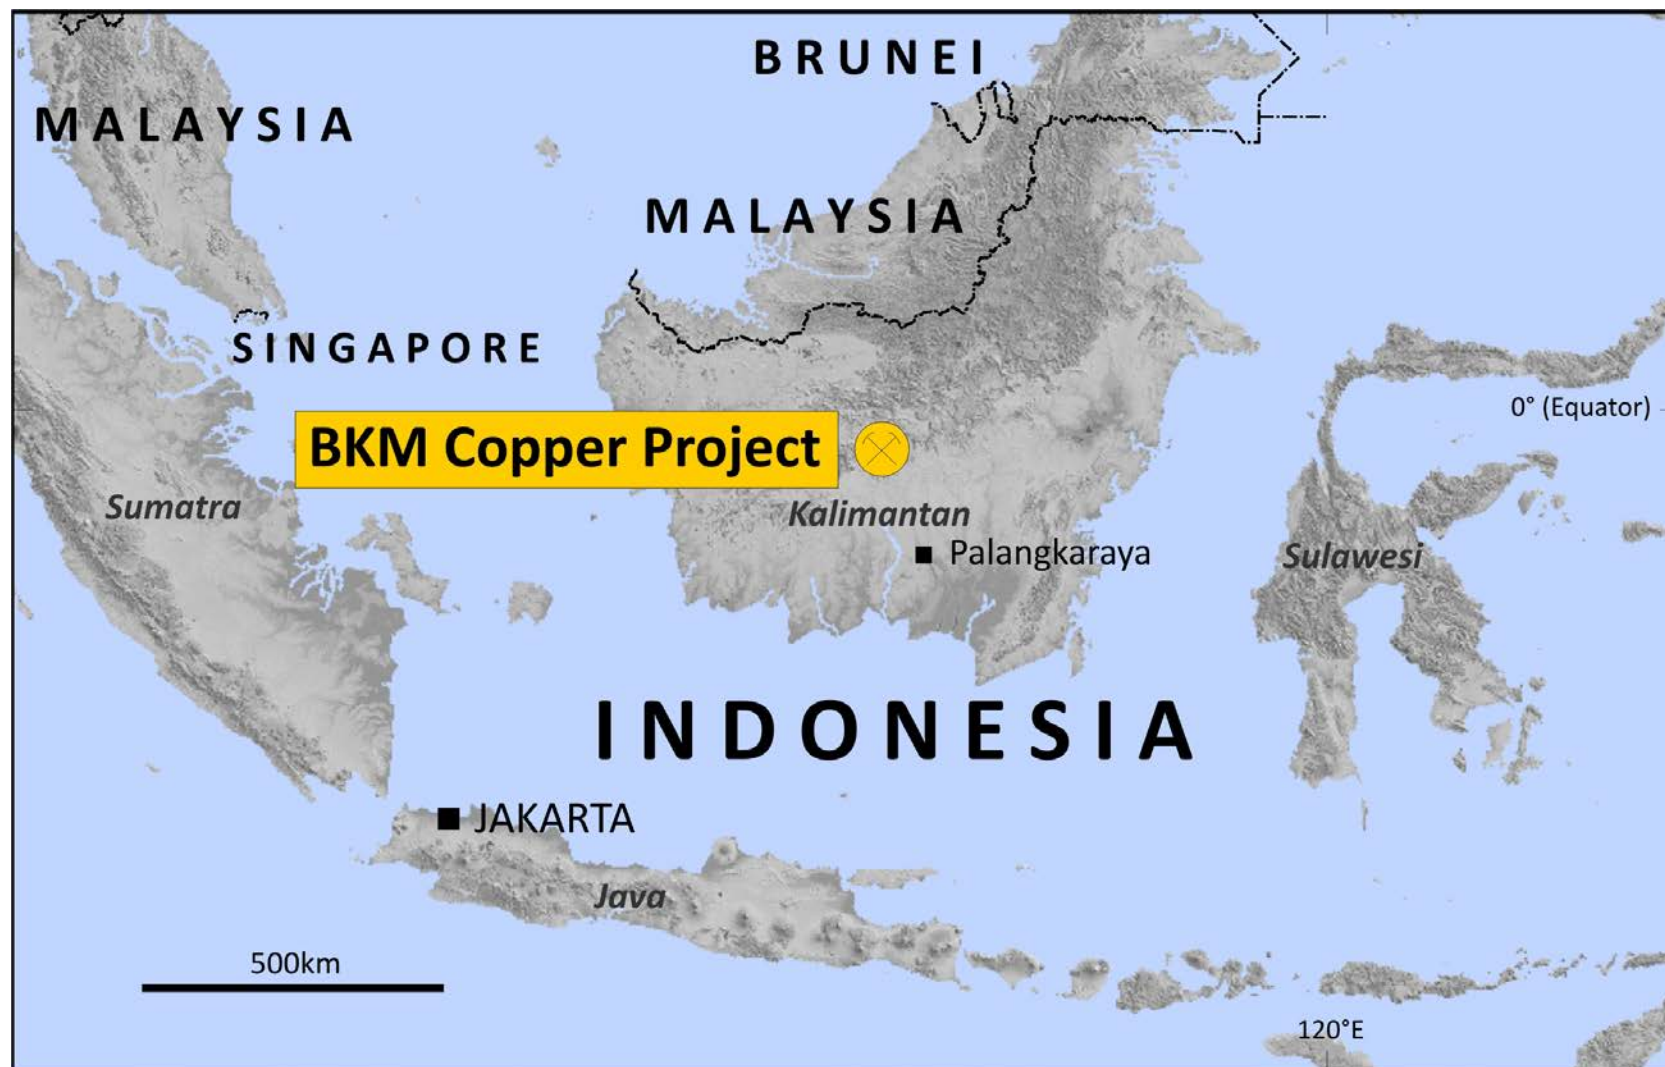 BRUNEI
MALAYSIA
MALAYSIA
SINGAPORE
0° (Equator)
BKM Copper Project
Sumatra
Kalimantan
Palangkaraya
Sulawesi
INDONESIA
JAKARTA
Java
500km
120°E